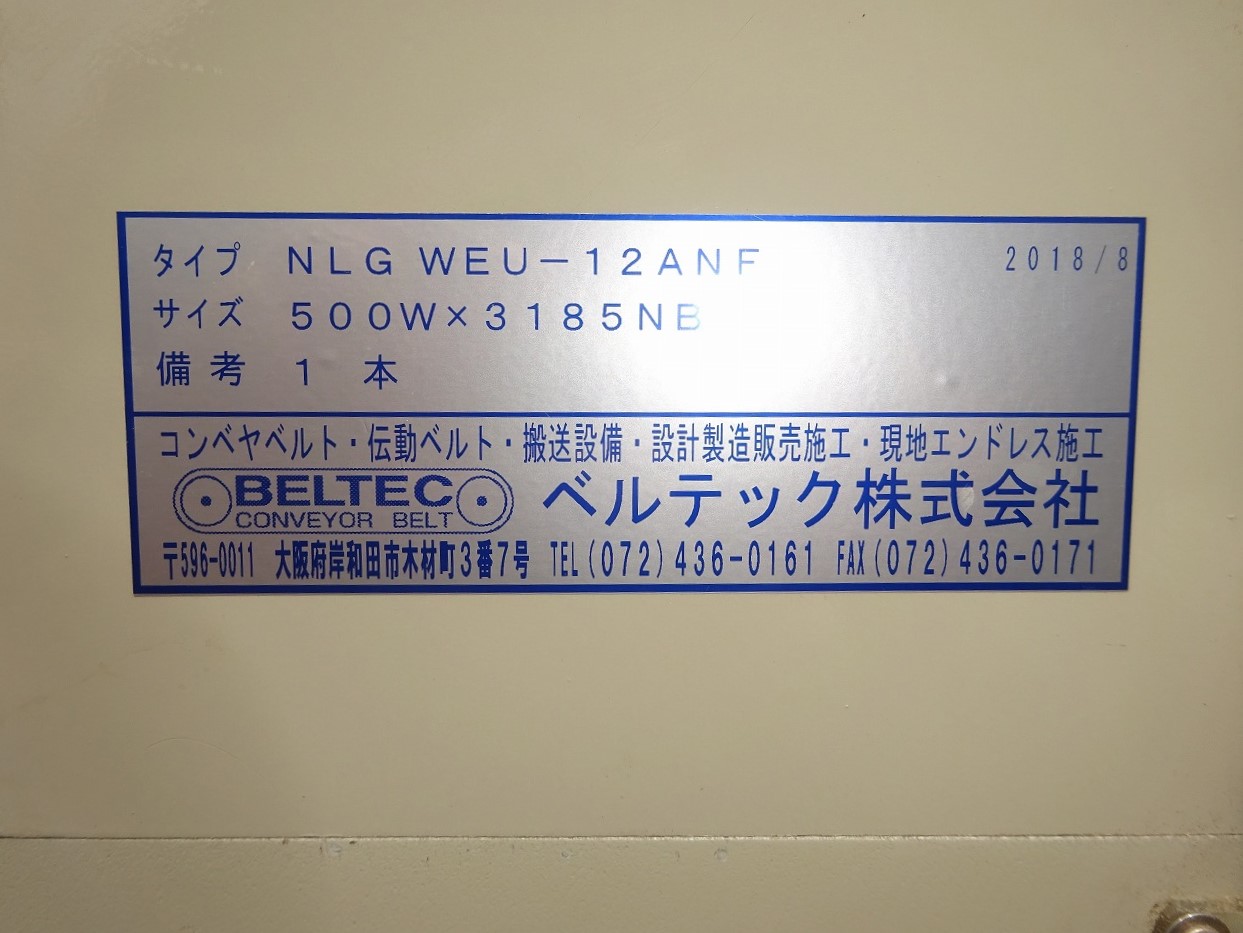 タイプ ＮＬＧ ＷＥＵ－１２ＡＮＦ 2018/8
サイズ ５００Ｗ×３１８５ＮＢ
備考 １ 本
コンベヤベルト・伝動ベルト・搬送設備・設計製造販売施工・現地エンドレス施工
BELTEC
CONVEYOR BELT
ベルテック株式会社
〒596-0011 大阪府岸和田市木材町３番７号 TEL(072)436-0161 FAX(072)436-0171